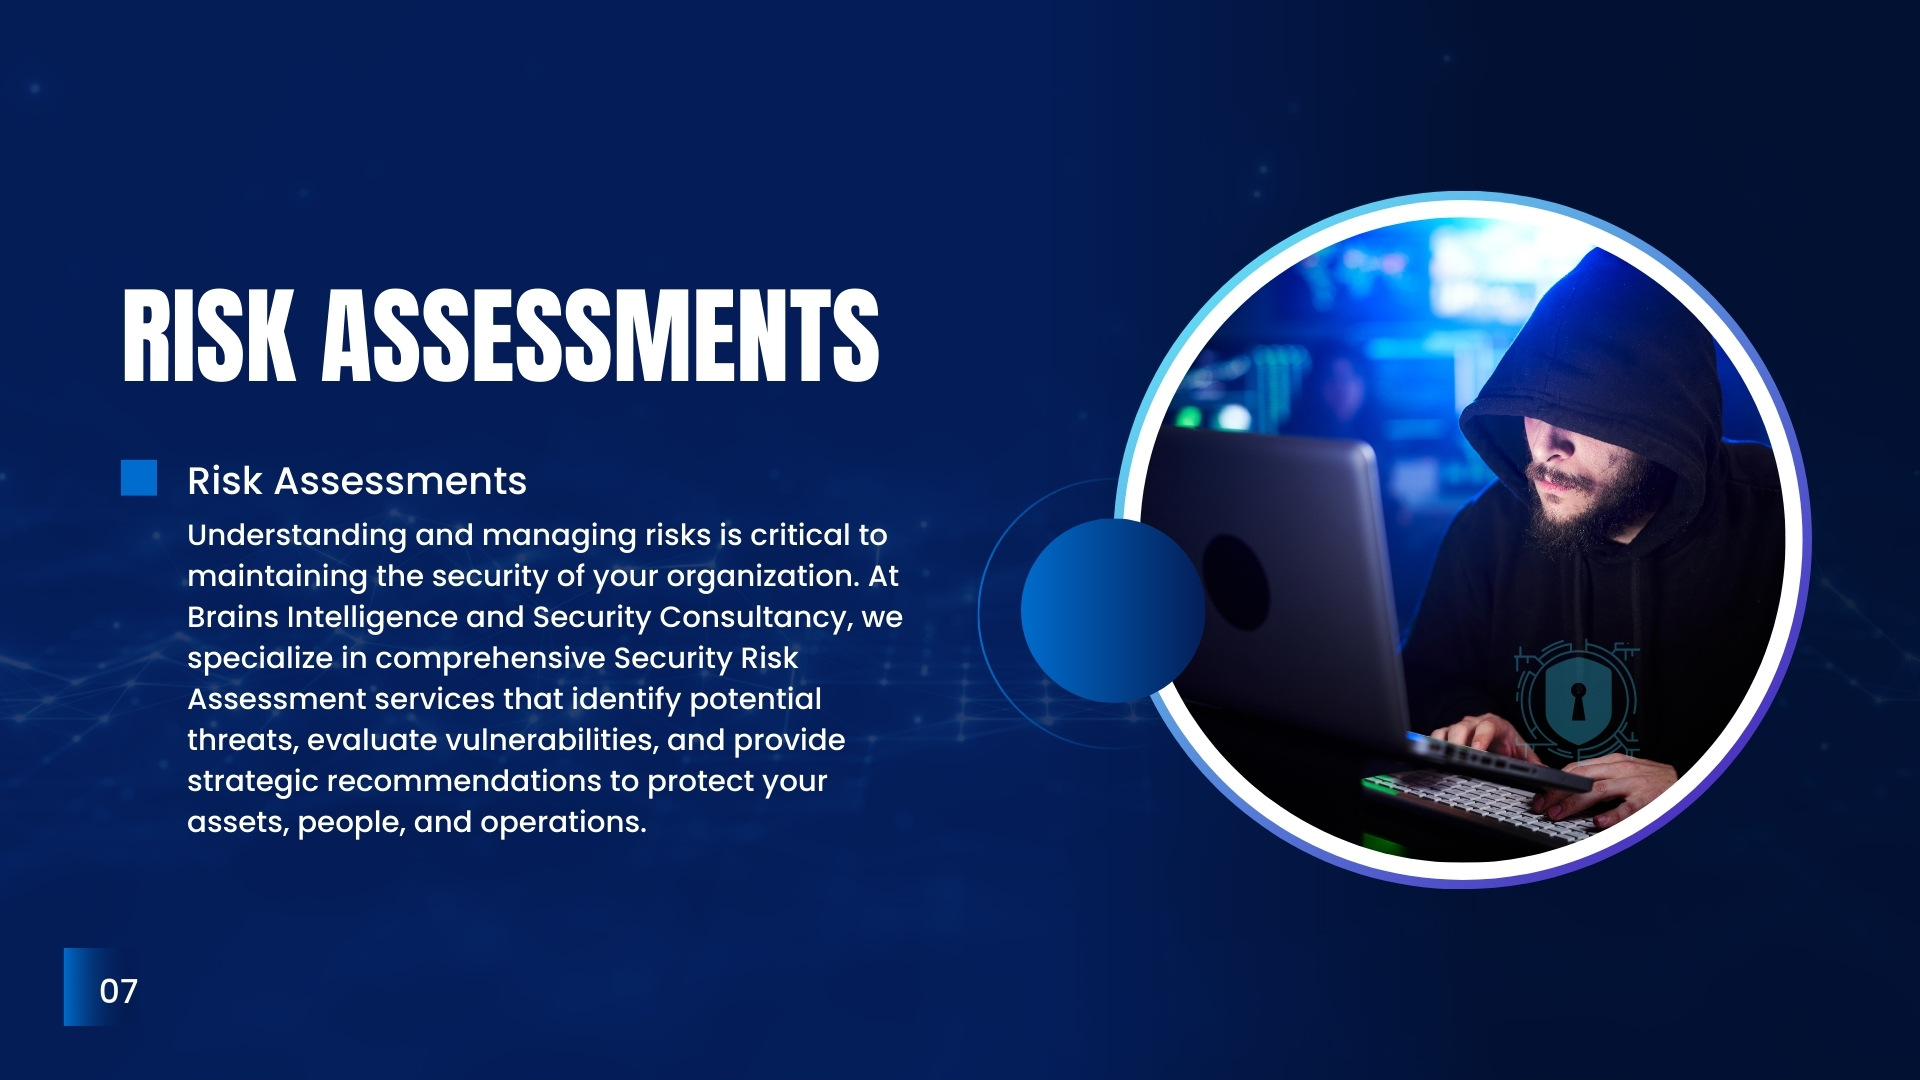 RISK ASSESSMENTS
Risk Assessments
Understanding and managing risks is critical to
maintaining the security of your organization. At
Brains Intelligence and Security Consultancy, we
specialize in comprehensive Security Risk
Assessment services that identify potential
threats, evaluate vulnerabilities, and provide
strategic recommendations to protect your
assets, people, and operations.
07